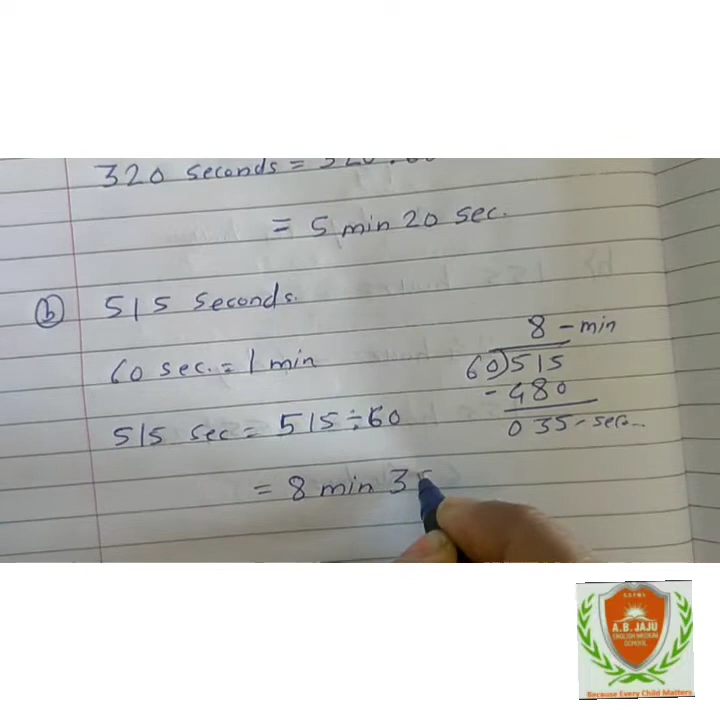 320 seconds =
= 5 min 20 sec.
(b) 515 seconds.
60 sec. = 1 min
515 sec = 515 ÷ 60
= 8 min 35
8 - min
60)515
- 480
035 - sec..
A.B. JAJU
ENGLISH MEDIUM
SCHOOL
Because Every Child Matters